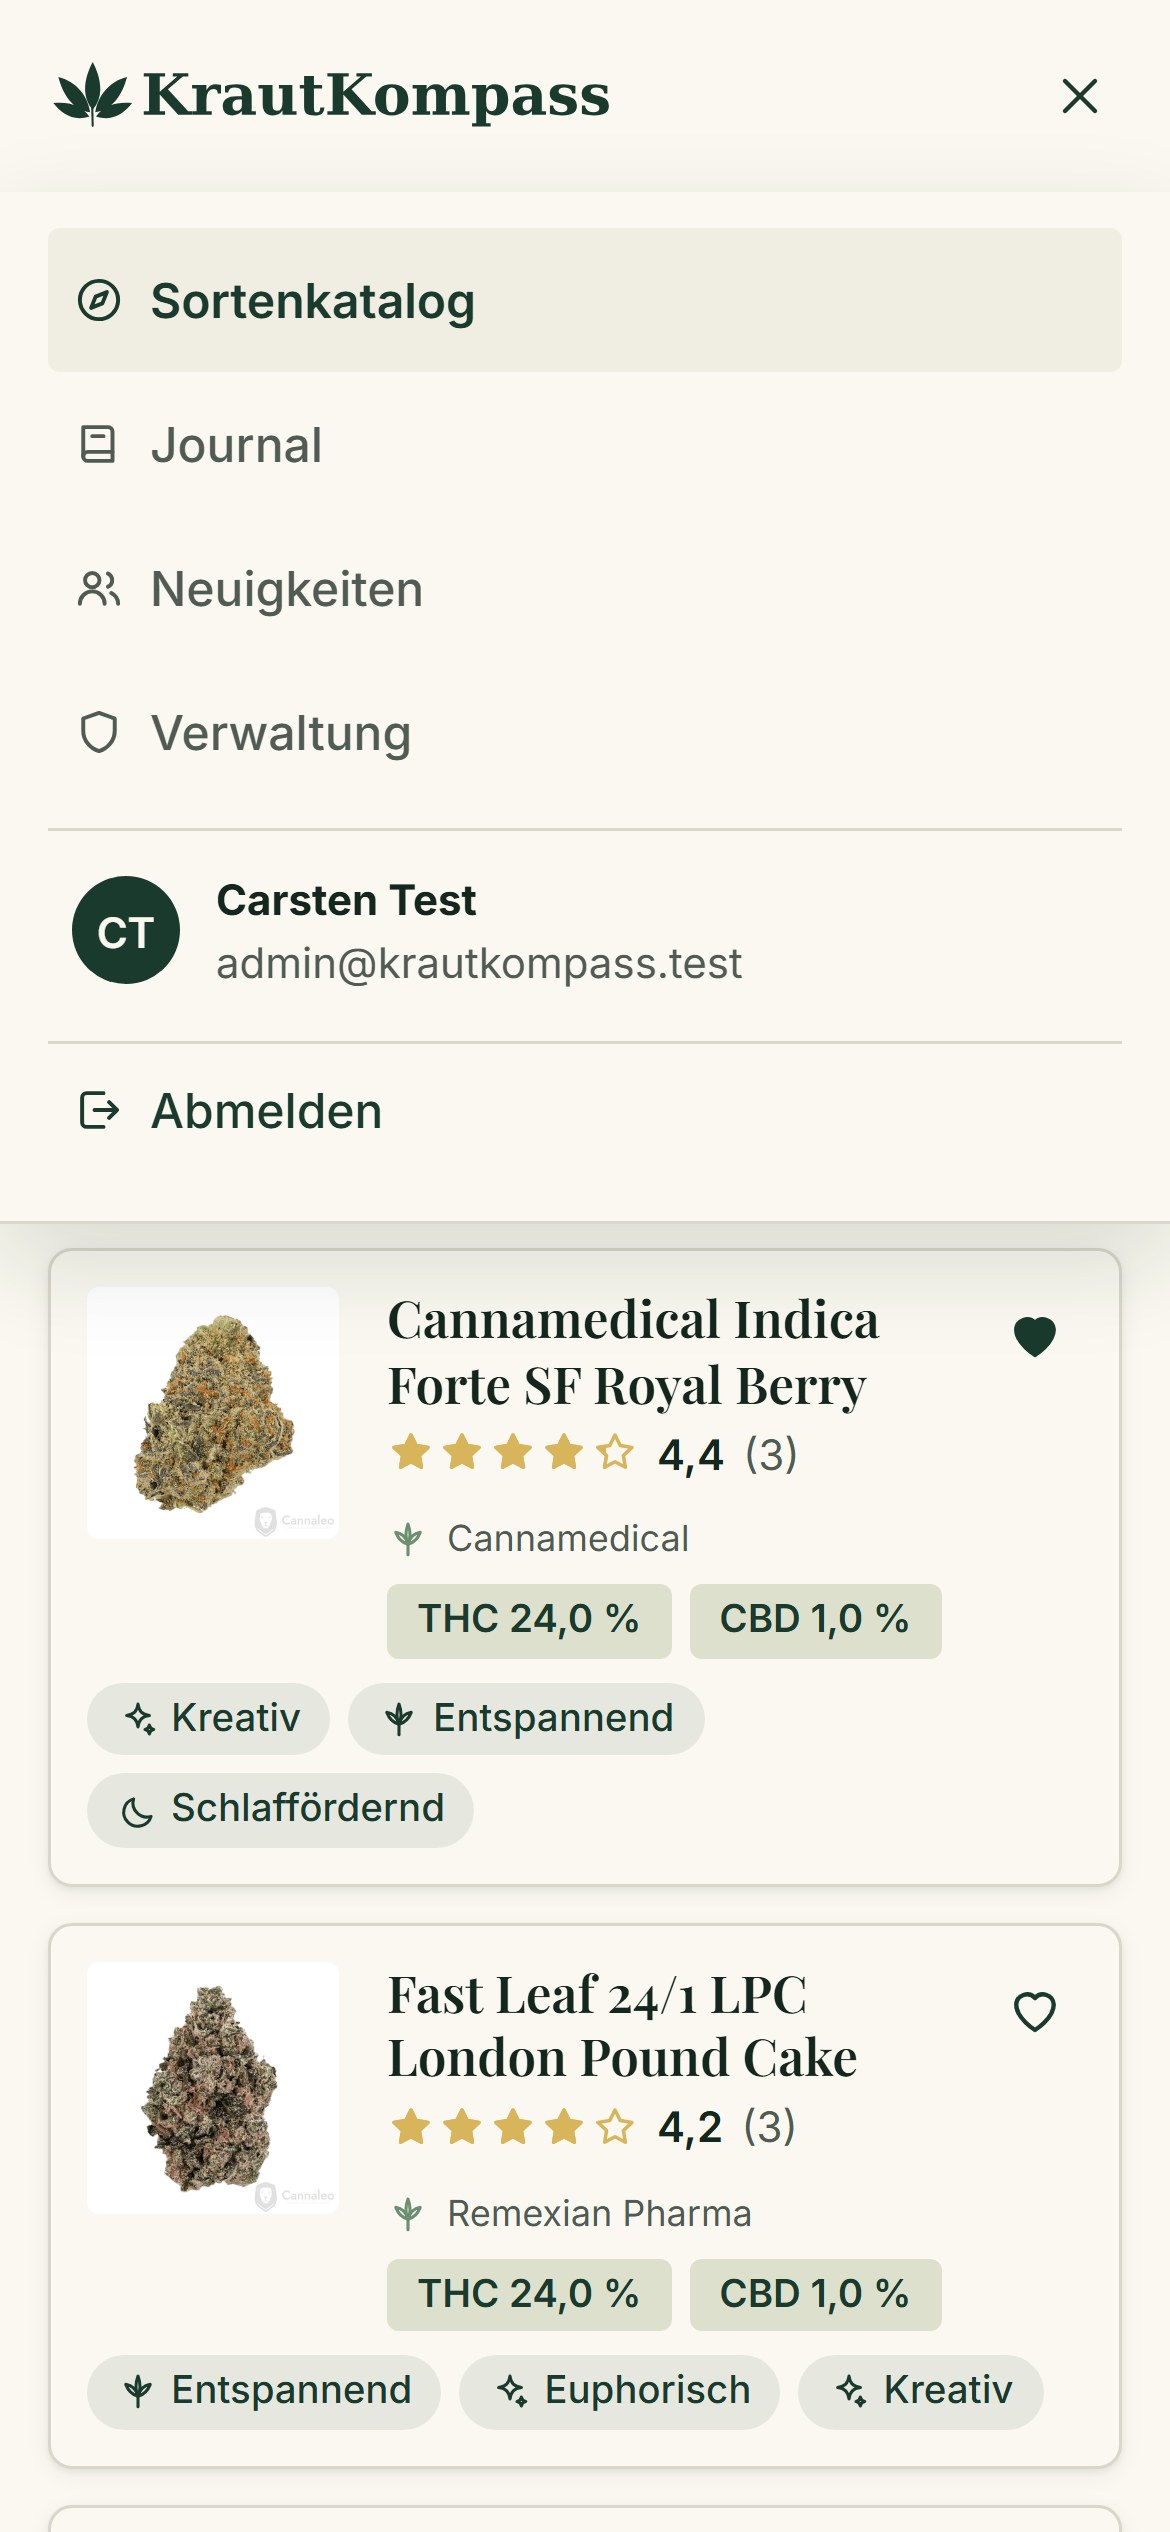 KrautKompass
Sortenkatalog
Journal
Neuigkeiten
Verwaltung
CT
Carsten Test
admin@krautkompass.test
Abmelden
Cannamedical Indica
Forte SF Royal Berry
4,4 (3)
Cannamedical
THC 24,0 % CBD 1,0 %
Cannaleo
Kreativ Entspannend
Schlaffördernd
Fast Leaf 24/1 LPC
London Pound Cake
4,2 (3)
Remexian Pharma
THC 24,0 % CBD 1,0 %
Cannaleo
Entspannend Euphorisch Kreativ